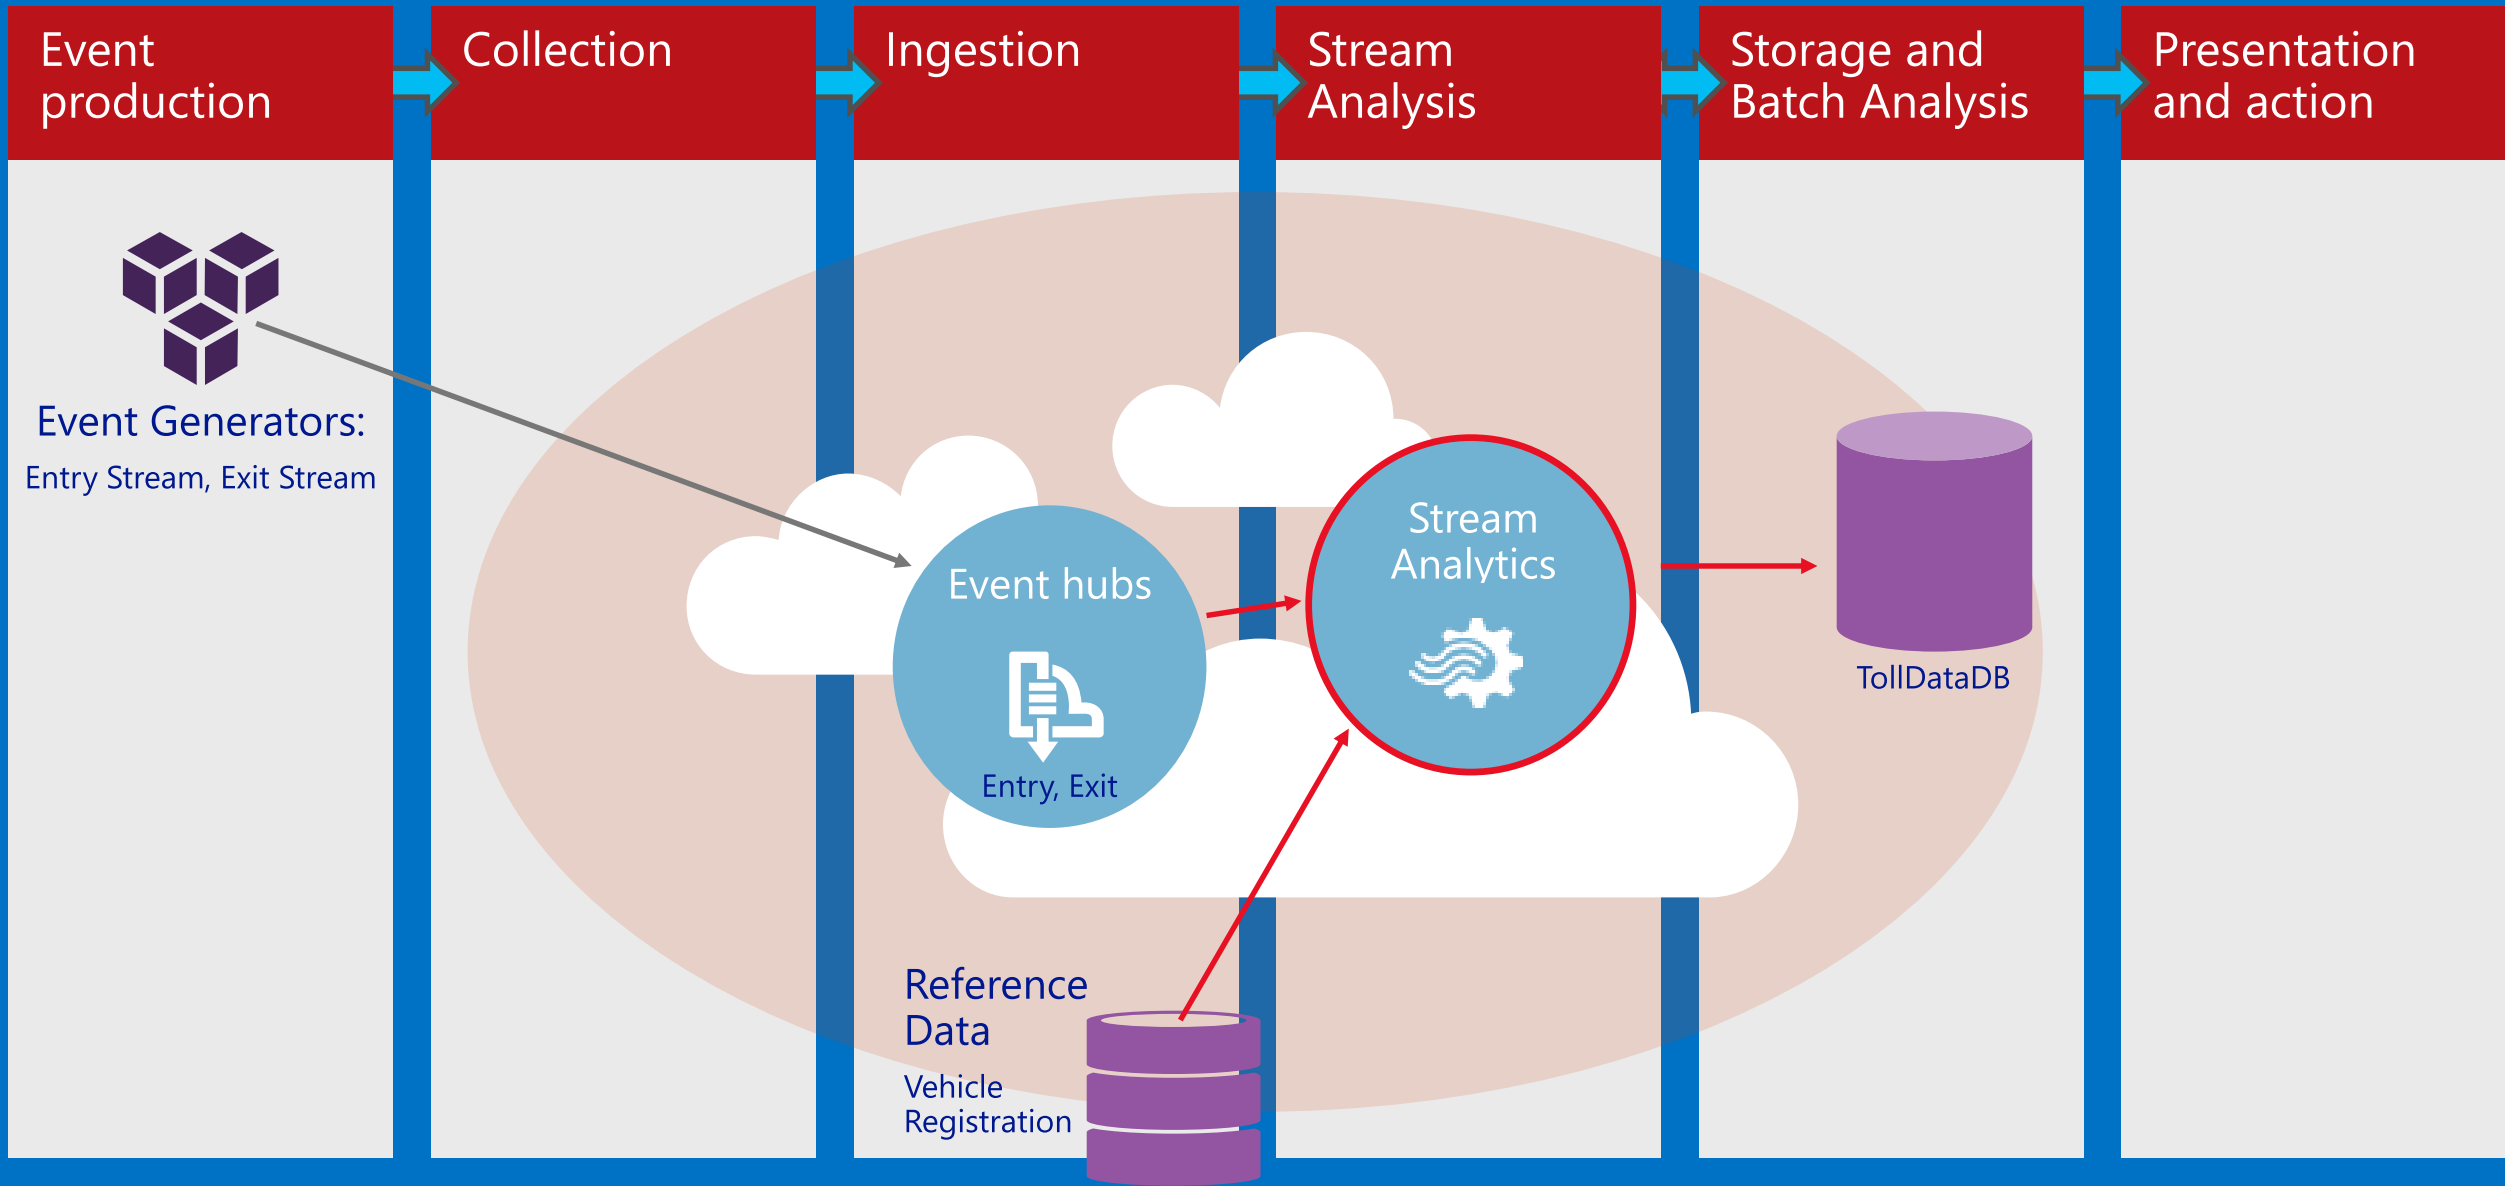 Event
production
Collection
Ingestion
Stream
Analysis
Storage and
Batch Analysis
Presentation
and action
Event Generators:
Entry Stream, Exit Stream
Event hubs
Entry, Exit
Stream
Analytics
TollDataDB
Reference
Data
Vehicle
Registration